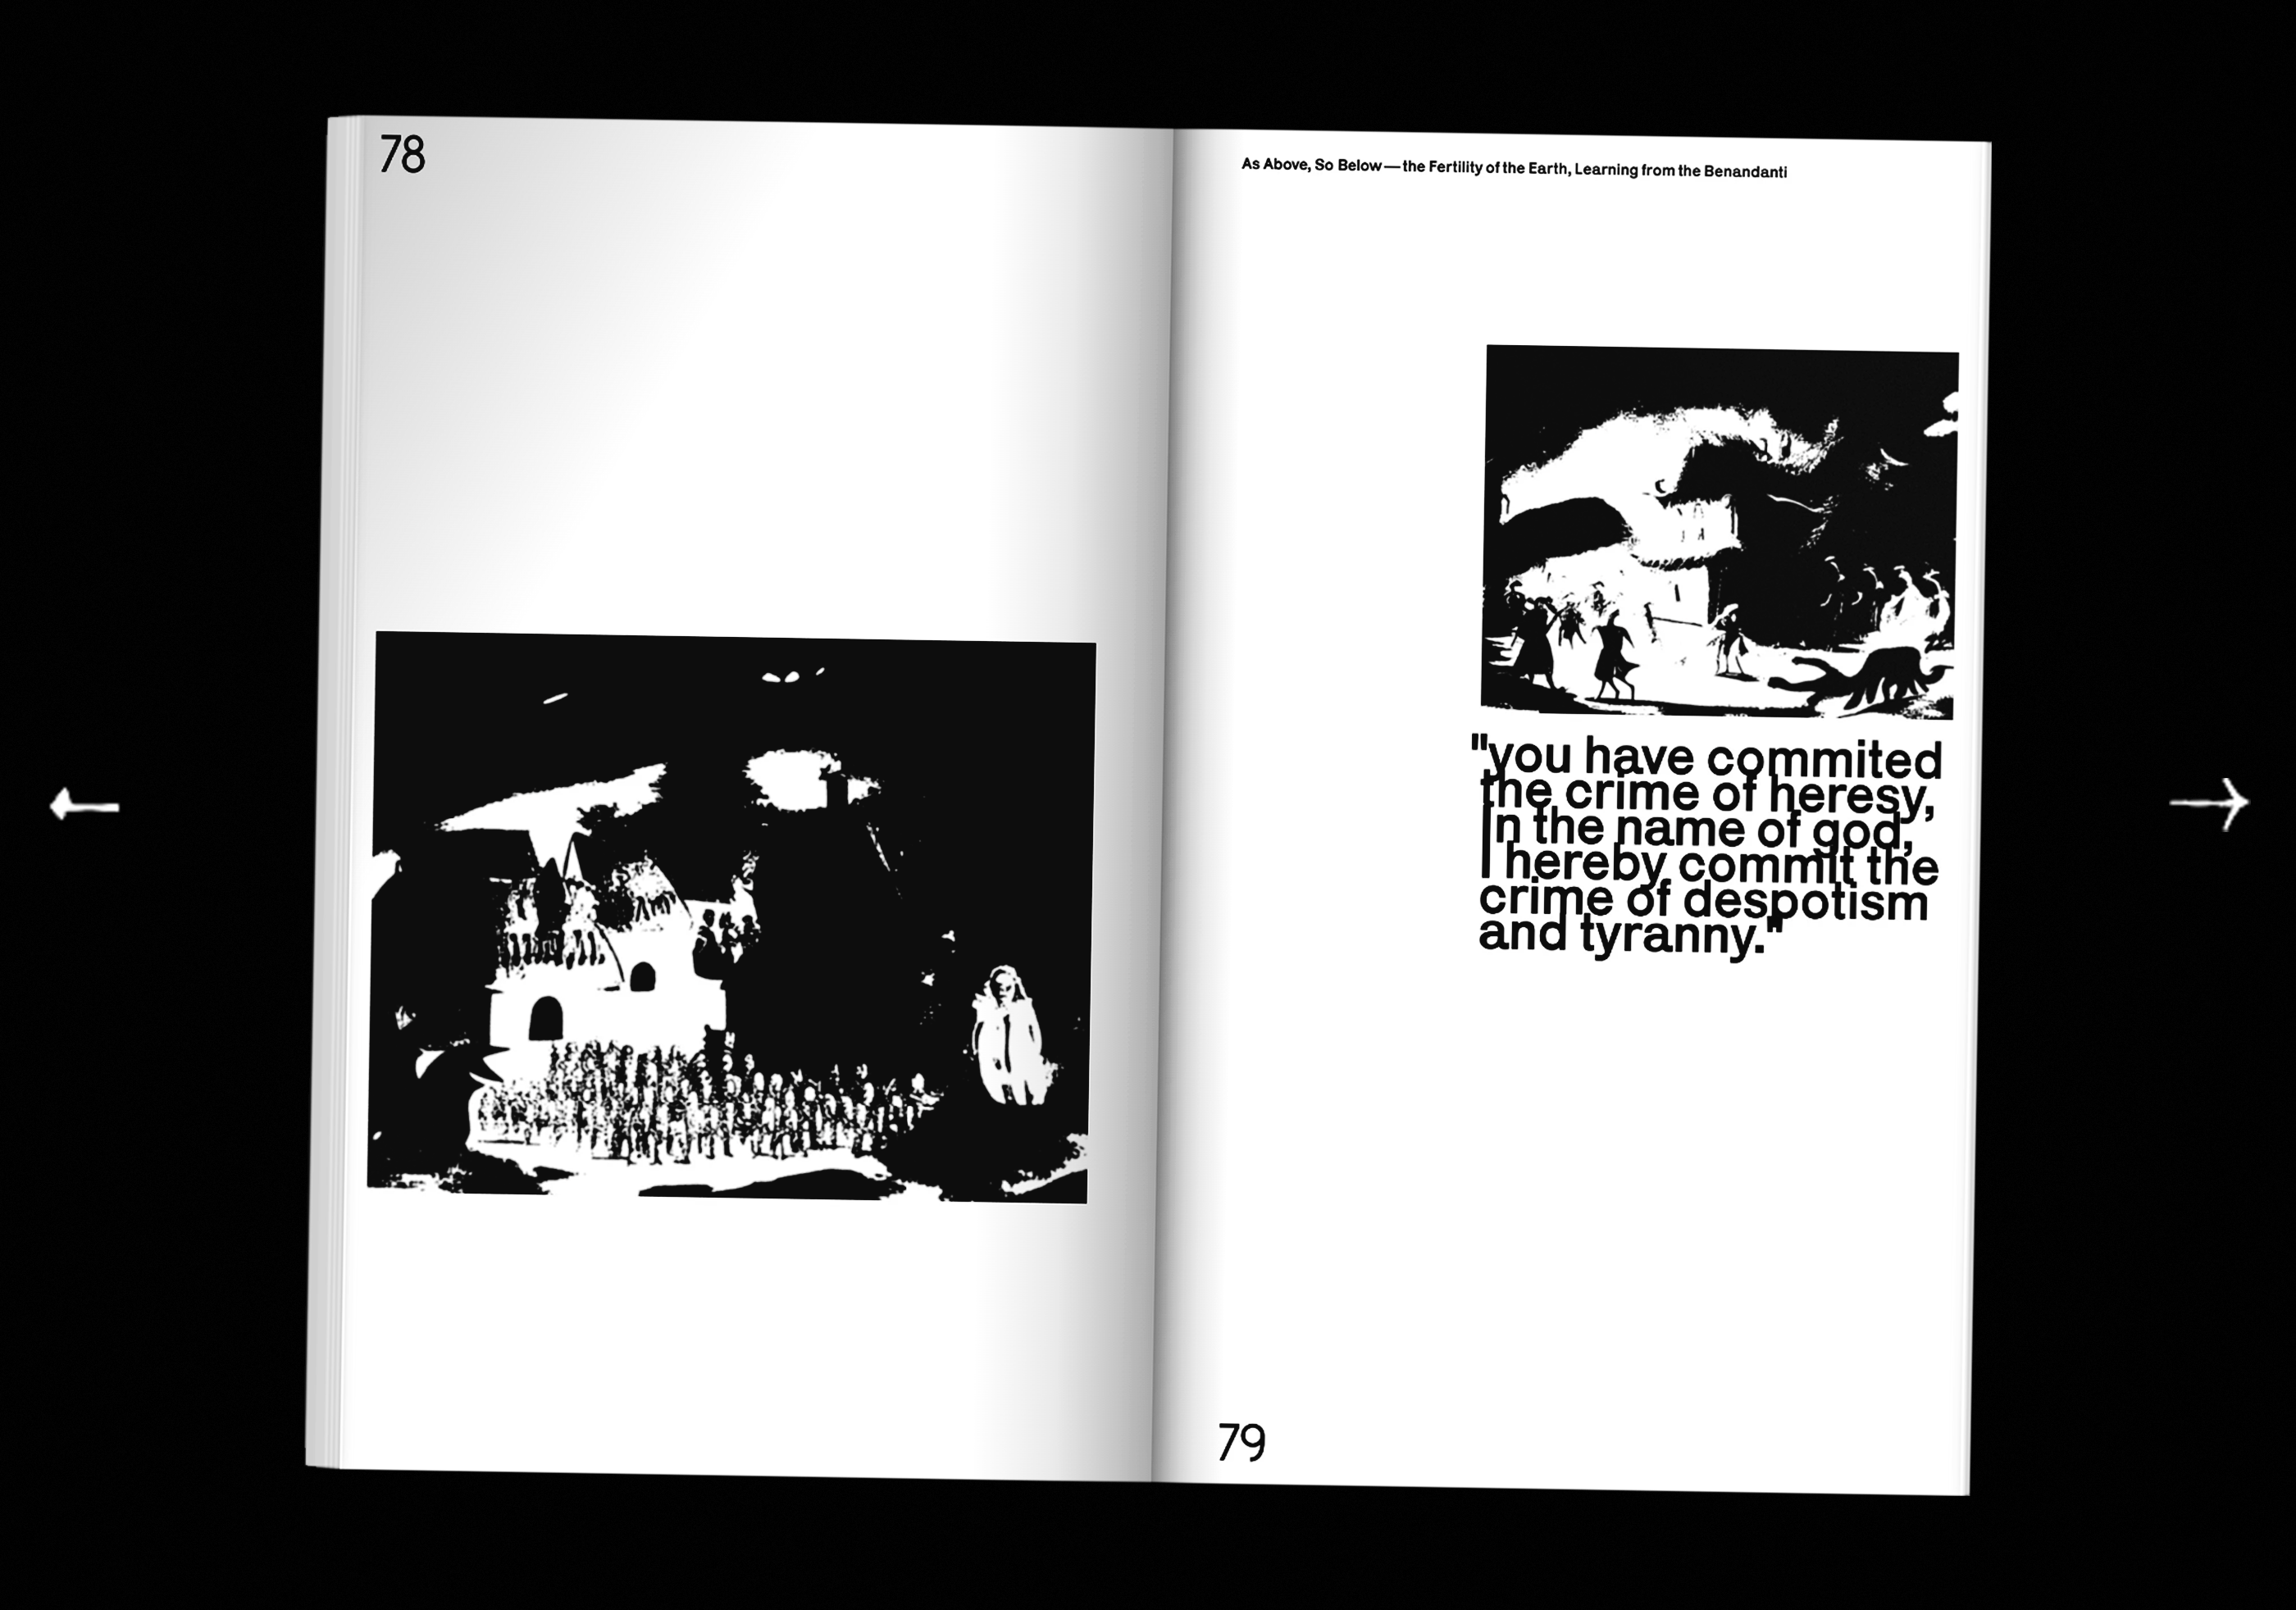 78
As Above, So Below — the Fertility of the Earth, Learning from the Benandanti
"you have commited
the crime of heresy,
In the name of god,
I hereby commit the
crime of despotism
and tyranny."
79